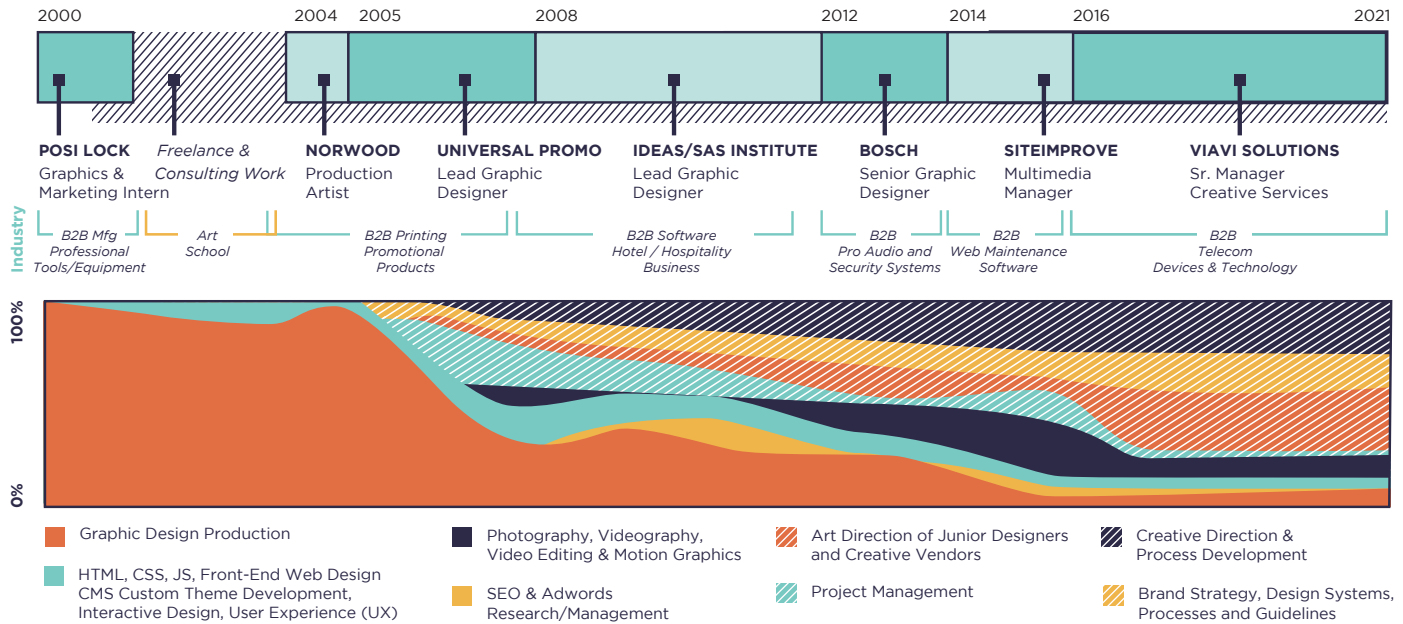 2000
2004
2005
2008
2012
2014
2016
2021
POSI LOCK
Graphics &
Marketing Intern
Freelance &
Consulting Work
NORWOOD
Production
Artist
UNIVERSAL PROMO
Lead Graphic
Designer
IDEAS/SAS INSTITUTE
Lead Graphic
Designer
BOSCH
Senior Graphic
Designer
SITEIMPROVE
Multimedia
Manager
VIAVI SOLUTIONS
Sr. Manager
Creative Services
Industry
B2B Mfg
Professional
Tools/Equipment
Art
School
B2B Printing
Promotional
Products
B2B Software
Hotel / Hospitality
Business
B2B
Pro Audio and
Security Systems
B2B
Web Maintenance
Software
B2B
Telecom
Devices & Technology
100%
0%
Graphic Design Production
HTML, CSS, JS, Front-End Web Design
CMS Custom Theme Development,
Interactive Design, User Experience (UX)
Photography, Videography,
Video Editing & Motion Graphics
SEO & Adwords
Research/Management
Art Direction of Junior Designers
and Creative Vendors
Project Management
Creative Direction &
Process Development
Brand Strategy, Design Systems,
Processes and Guidelines